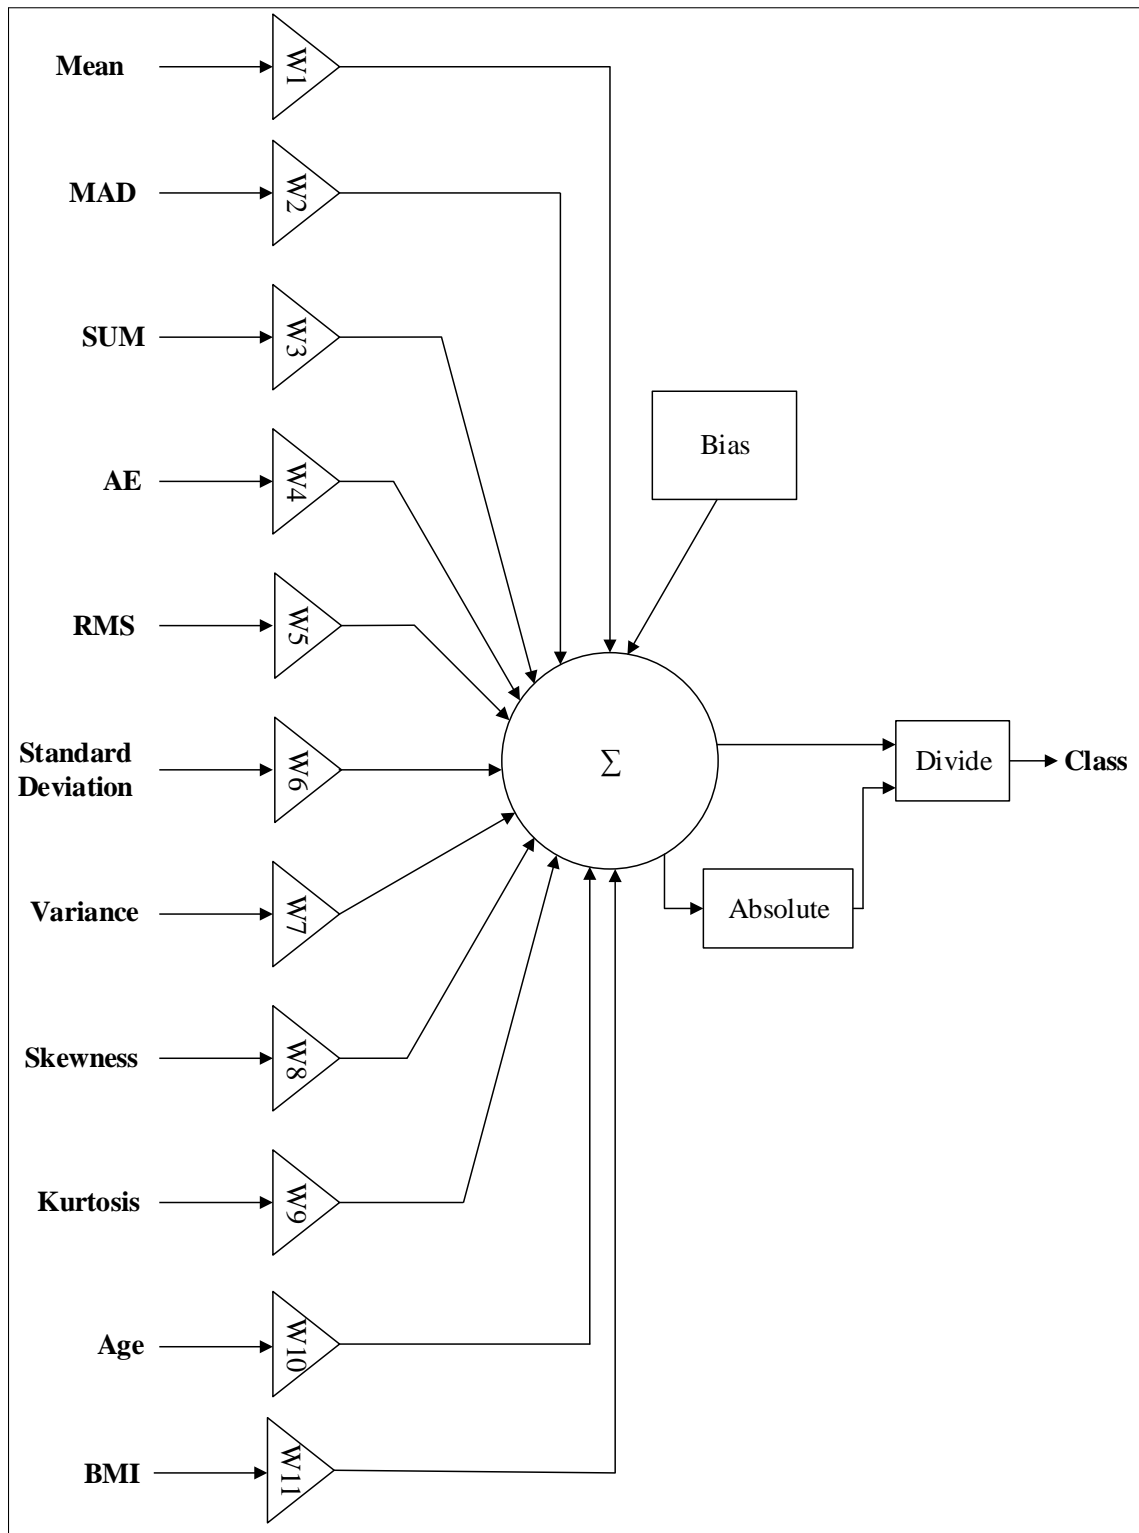 Mean
W1
MAD
W2
SUM
W3
AE
W4
Bias
RMS
W5
Standard
Deviation
W6
Σ
Divide
Class
Variance
W7
Absolute
Skewness
W8
Kurtosis
W9
Age
W10
BMI
W11